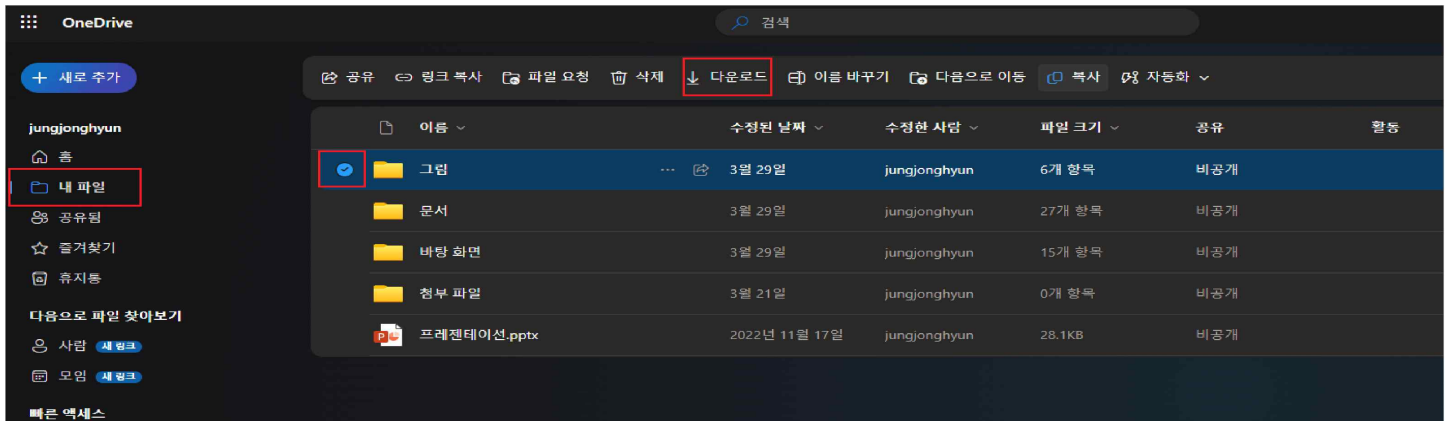 OneDrive
검색
새로 추가
공유 링크 복사 파일 요청 삭제 다운로드 이름 바꾸기 다음으로 이동 복사 자동화
jungjonghyun
홈
내 파일
공유됨
즐겨찾기
휴지통
다음으로 파일 찾아보기
사람 새 링크
모임 새 링크
빠른 액세스
이름 수정된 날짜 수정한 사람 파일 크기 공유 활동
그림 ... 3월 29일 jungjonghyun 6개 항목 비공개
문서 3월 29일 jungjonghyun 27개 항목 비공개
바탕 화면 3월 29일 jungjonghyun 15개 항목 비공개
첨부 파일 3월 21일 jungjonghyun 0개 항목 비공개
프레젠테이션.pptx 2022년 11월 17일 jungjonghyun 28.1KB 비공개